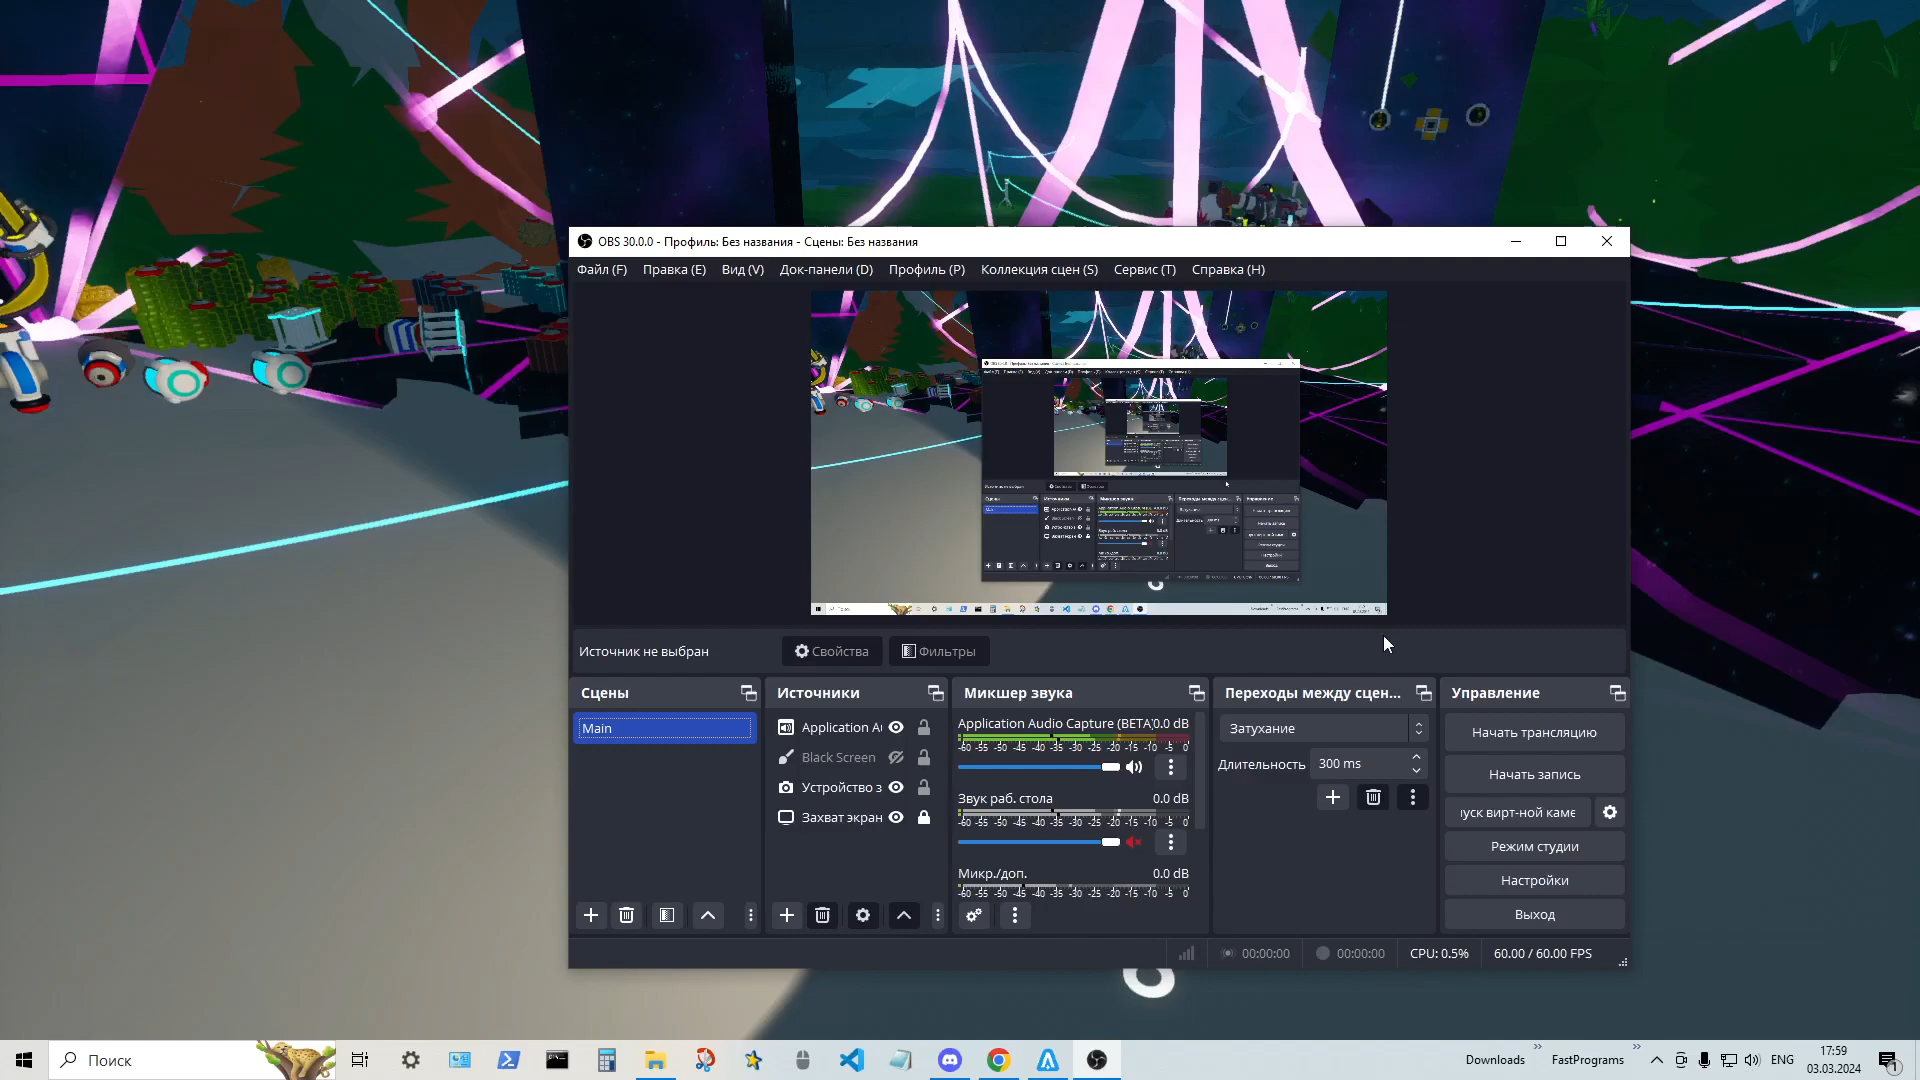 OBS 30.0.0 - Профиль: Без названия - Сцены: Без названия
Файл (F) Правка (E) Вид (V) Док-панели (D) Профиль (P) Коллекция сцен (S) Сервис (T) Справка (H)
Источник не выбран Свойства Фильтры
Сцены
Main
Источники
Application Au
Black Screen
Устройство з
Захват экран
Микшер звука
Application Audio Capture (BETA) 0.0 dB
-60 -55 -50 -45 -40 -35 -30 -25 -20 -15 -10 -5 0
Звук раб. стола 0.0 dB
-60 -55 -50 -45 -40 -35 -30 -25 -20 -15 -10 -5 0
Микр./доп. 0.0 dB
-60 -55 -50 -45 -40 -35 -30 -25 -20 -15 -10 -5 0
Переходы между сцен...
Затухание
Длительность 300 ms
Управление
Начать трансляцию
Начать запись
уск вирт-ной каме
Режим студии
Настройки
Выход
00:00:00 00:00:00 CPU: 0.5% 60.00 / 60.00 FPS
Поиск
Downloads FastPrograms ENG 17:59
03.03.2024
1